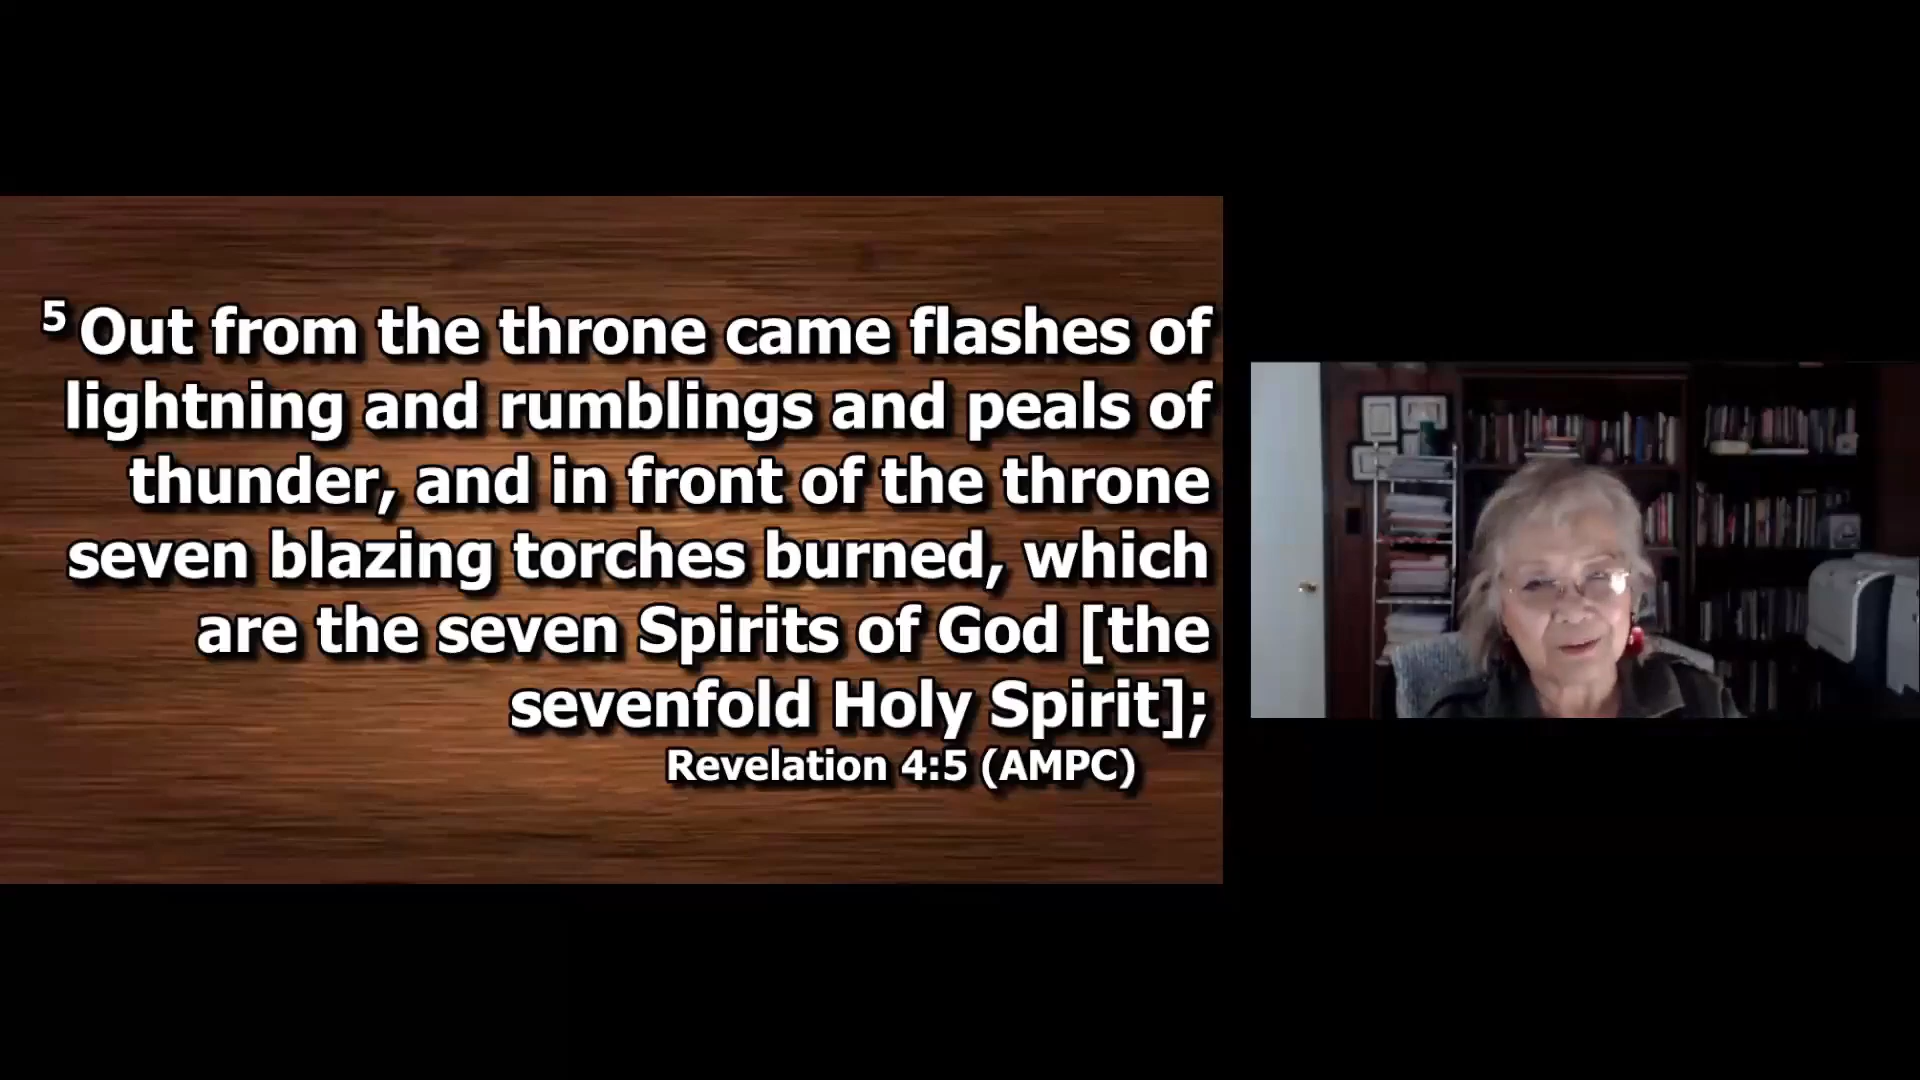 5 Out from the throne came flashes of
lightning and rumblings and peals of
thunder, and in front of the throne
seven blazing torches burned, which
are the seven Spirits of God [the
sevenfold Holy Spirit];
Revelation 4:5 (AMPC)